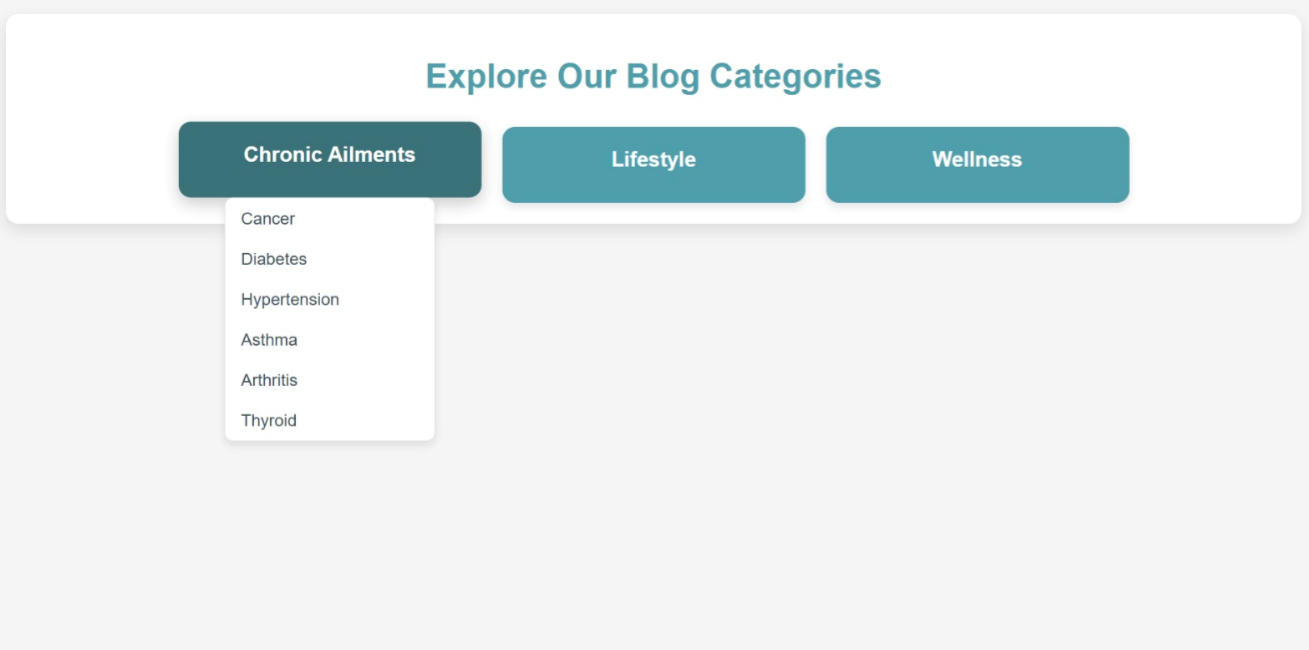 Explore Our Blog Categories
Chronic Ailments
Lifestyle
Wellness
Cancer
Diabetes
Hypertension
Asthma
Arthritis
Thyroid